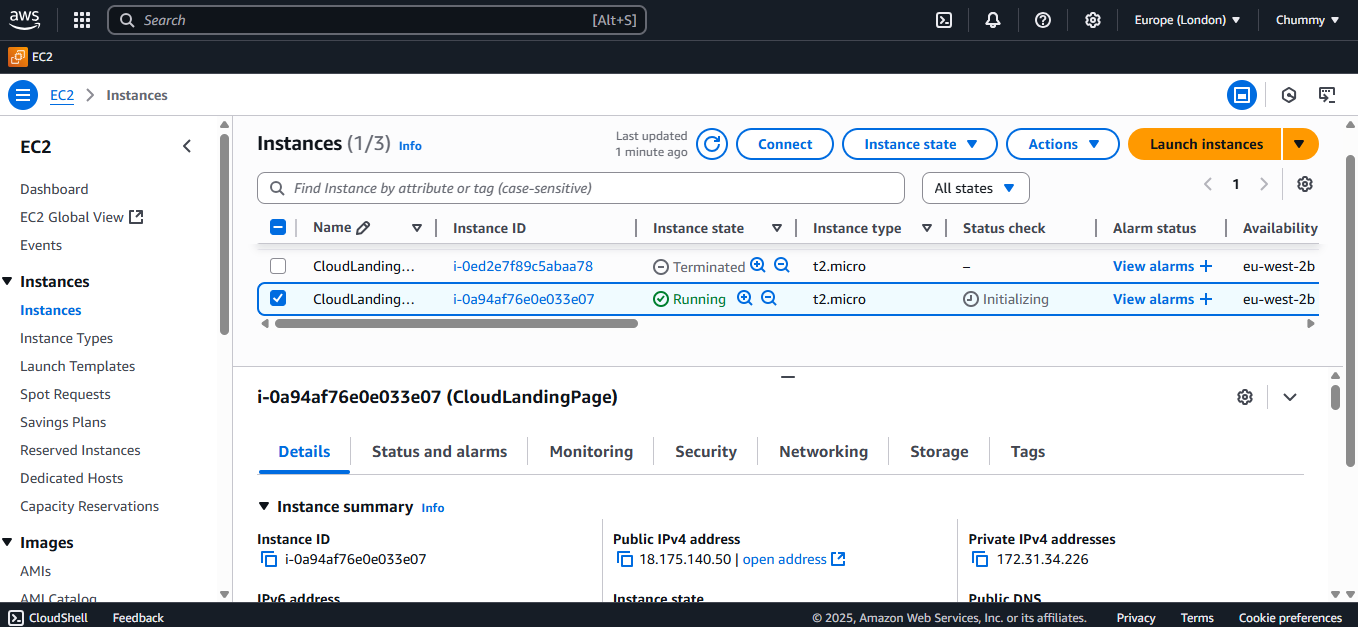 aws
Search [Alt+S]
Europe (London)
Chummy
EC2
EC2 Instances
EC2
Dashboard
EC2 Global View
Events
Instances
Instances
Instance Types
Launch Templates
Spot Requests
Savings Plans
Reserved Instances
Dedicated Hosts
Capacity Reservations
Images
AMIs
AMI Catalog
Instances (1/3) Info
Last updated
1 minute ago
Connect
Instance state
Actions
Launch instances
Find Instance by attribute or tag (case-sensitive)
All states
1
Name Instance ID Instance state Instance type Status check Alarm status Availability
CloudLanding... i-0ed2e7f89c5abaa78 Terminated t2.micro – View alarms + eu-west-2b
CloudLanding... i-0a94af76e0e033e07 Running t2.micro Initializing View alarms + eu-west-2b
i-0a94af76e0e033e07 (CloudLandingPage)
Details
Status and alarms
Monitoring
Security
Networking
Storage
Tags
Instance summary Info
Instance ID
i-0a94af76e0e033e07
Public IPv4 address
18.175.140.50 | open address
Private IPv4 addresses
172.31.34.226
IPv6 address
Instance state
Public DNS
CloudShell
Feedback
© 2025, Amazon Web Services, Inc. or its affiliates.
Privacy
Terms
Cookie preferences